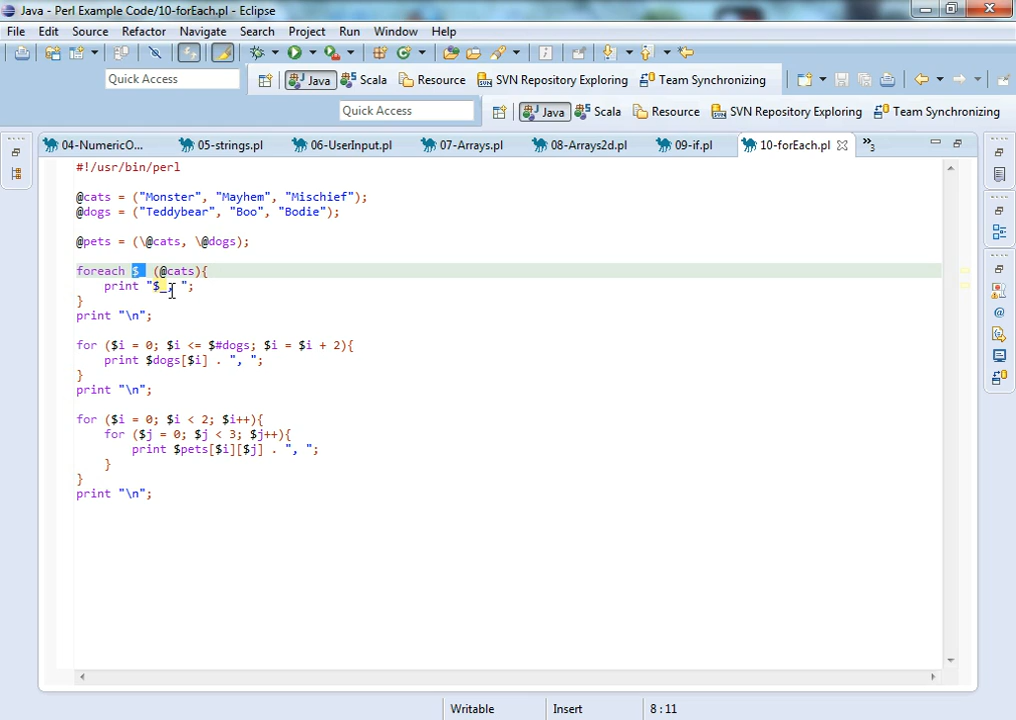 Java - Perl Example Code/10-forEach.pl - Eclipse
File Edit Source Refactor Navigate Search Project Run Window Help
Quick Access Java Scala Resource SVN Repository Exploring Team Synchronizing
Quick Access Java Scala Resource SVN Repository Exploring Team Synchronizing
04-NumericO... 05-strings.pl 06-UserInput.pl 07-Arrays.pl 08-Arrays2d.pl 09-if.pl 10-forEach.pl »3
#!/usr/bin/perl
@cats = ("Monster", "Mayhem", "Mischief");
@dogs = ("Teddybear", "Boo", "Bodie");
@pets = (\@cats, \@dogs);
foreach $_ (@cats){
print "$_, ";
}
print "\n";
for ($i = 0; $i <= $#dogs; $i = $i + 2){
print $dogs[$i] . ", ";
}
print "\n";
for ($i = 0; $i < 2; $i++){
for ($j = 0; $j < 3; $j++){
print $pets[$i][$j] . ", ";
}
}
print "\n";
Writable Insert 8 : 11